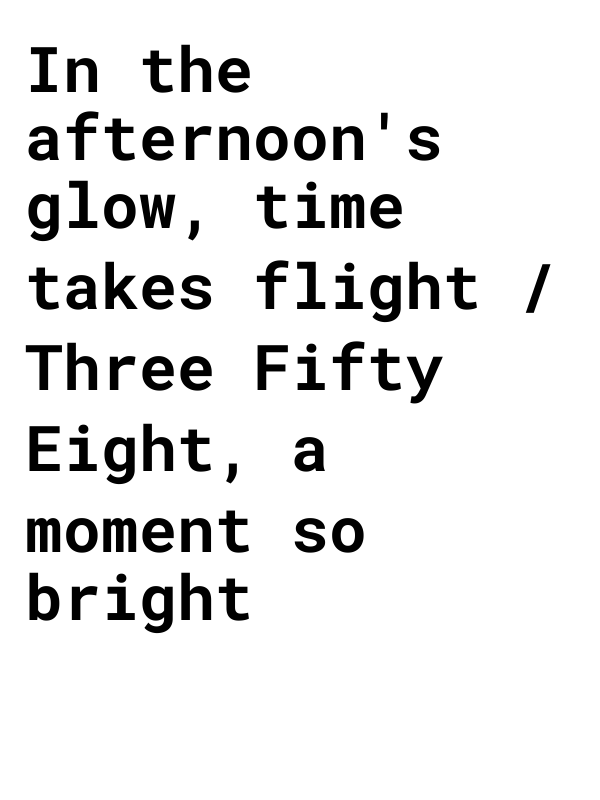 In the
afternoon's
glow, time
takes flight /
Three Fifty
Eight, a
moment so
bright